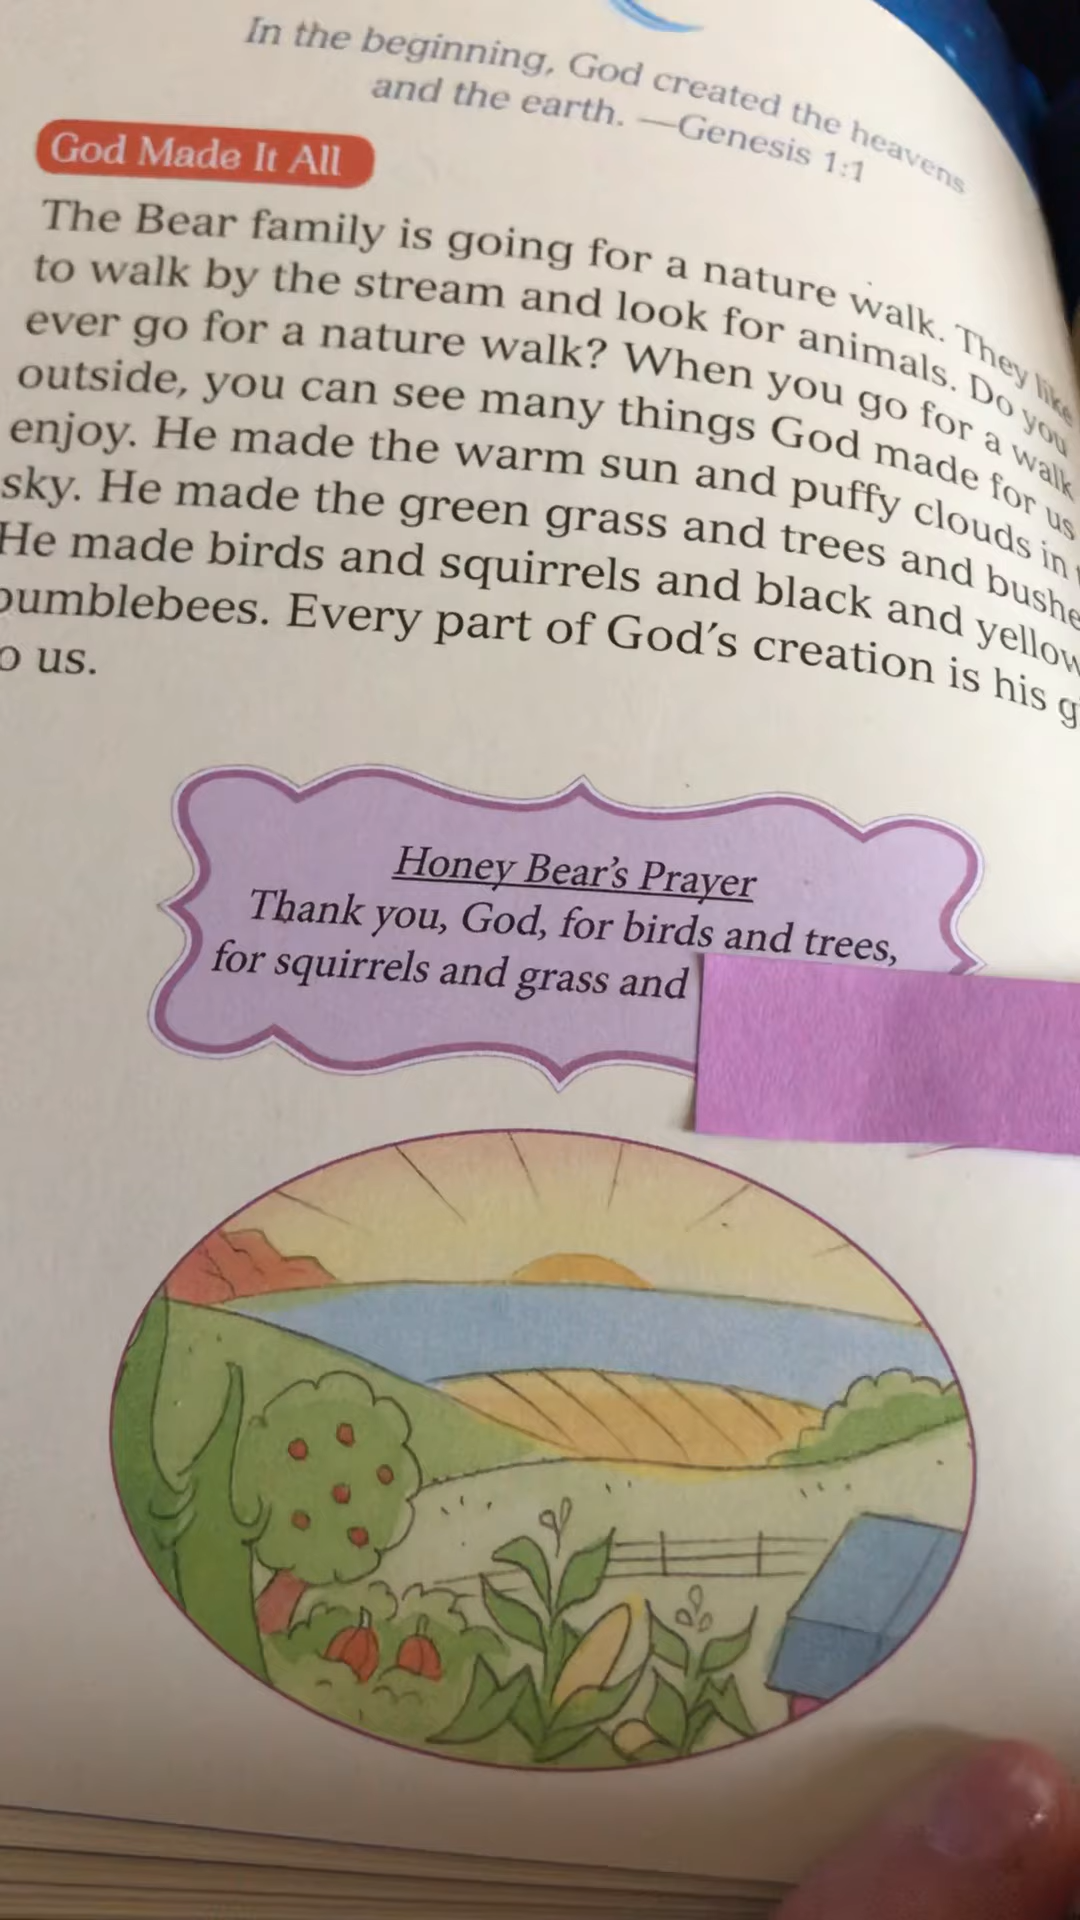 In the beginning, God created the heavens
and the earth. —Genesis 1:1
God Made It All
The Bear family is going for a nature walk. They like
to walk by the stream and look for animals. Do you
ever go for a nature walk? When you go for a walk
outside, you can see many things God made for us
enjoy. He made the warm sun and puffy clouds in
sky. He made the green grass and trees and
He made birds and squirrels and black and yellow
Every part of God's creation is his
us.
Honey Bear's Prayer
Thank you, God, for birds and trees,
for squirrels and grass and